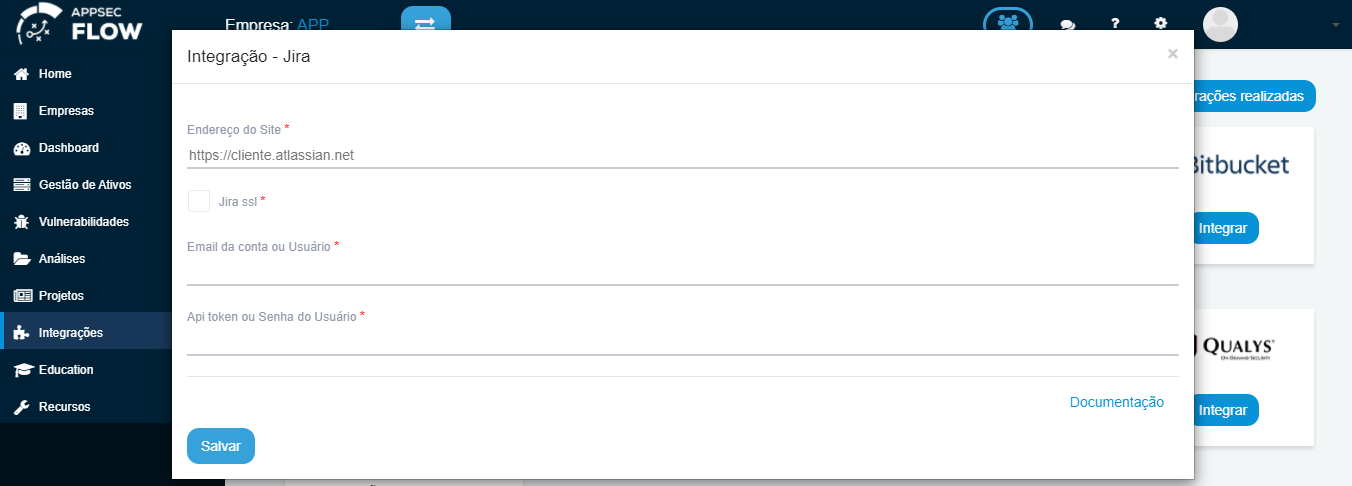 APPSEC
FLOW
Empresa: APP
?
Home
Empresas
Dashboard
Gestão de Ativos
Vulnerabilidades
Análises
Projetos
Integrações
Education
Recursos
Integração - Jira
×
Endereço do Site *
https://cliente.atlassian.net
Jira ssl *
Email da conta ou Usuário *
Api token ou Senha do Usuário *
Documentação
Salvar
rações realizadas
Bitbucket
Integrar
QUALYS®
ON DEMAND SECURITY
Integrar